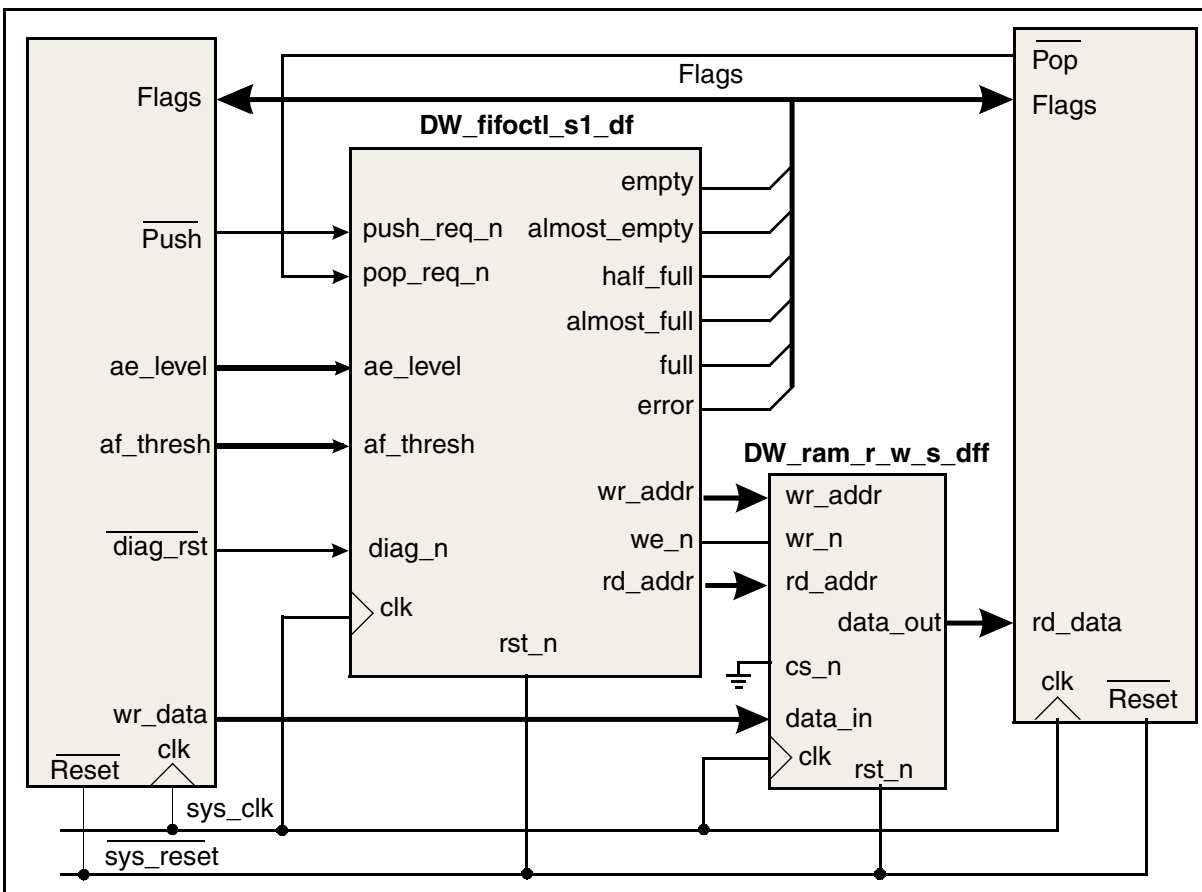 Pop
Flags
Flags
Flags
DW_fifoctl_s1_df
empty
Push
push_req_n
almost_empty
pop_req_n
half_full
almost_full
ae_level
ae_level
full
error
af_thresh
af_thresh
DW_ram_r_w_s_dff
wr_addr
wr_addr
diag_rst
diag_n
we_n
wr_n
rd_addr
rd_addr
clk
data_out
rd_data
rst_n
cs_n
clk
Reset
wr_data
data_in
clk
clk
Reset
rst_n
sys_clk
sys_reset